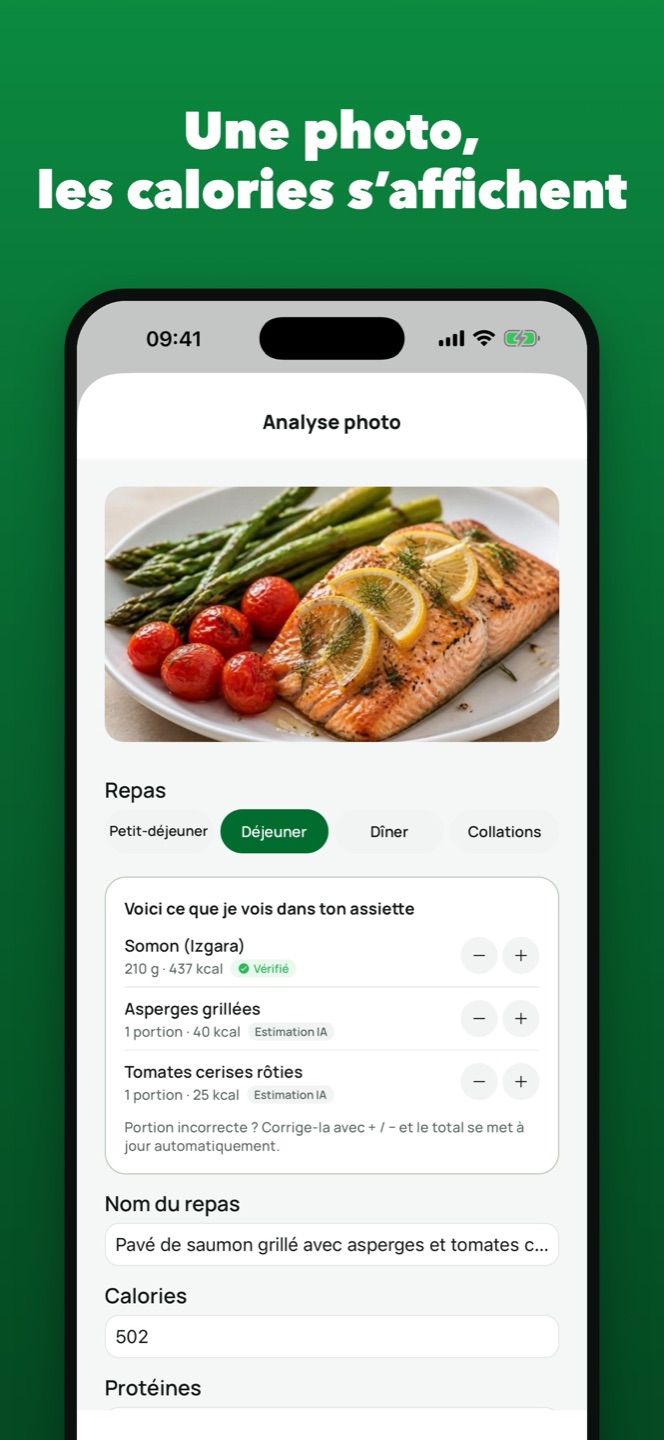 Une photo,
les calories s’affichent
09:41
Analyse photo
Repas
Petit-déjeuner
Déjeuner
Dîner
Collations
Voici ce que je vois dans ton assiette
Somon (Izgara)
210 g · 437 kcal Vérifié
Asperges grillées
1 portion · 40 kcal Estimation IA
Tomates cerises rôties
1 portion · 25 kcal Estimation IA
Portion incorrecte ? Corrige-la avec + / − et le total se met à
jour automatiquement.
Nom du repas
Pavé de saumon grillé avec asperges et tomates c...
Calories
502
Protéines